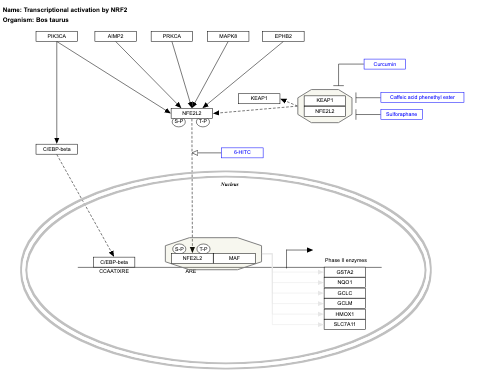 Name: Transcriptional activation by NRF2
Organism: Bos taurus
PIK3CA
AIMP2
PRKCA
MAPK8
EPHB2
Curcumin
KEAP1
KEAP1
Caffeic acid phenethyl ester
NFE2L2
NFE2L2
Sulforaphane
S-P
T-P
C/EBP-beta
6-HITC
Nucleus
S-P
T-P
C/EBP-beta
NFE2L2
MAF
Phase II enzymes
CCAAT/XRE
ARE
GSTA2
NQO1
GCLC
GCLM
HMOX1
SLC7A11